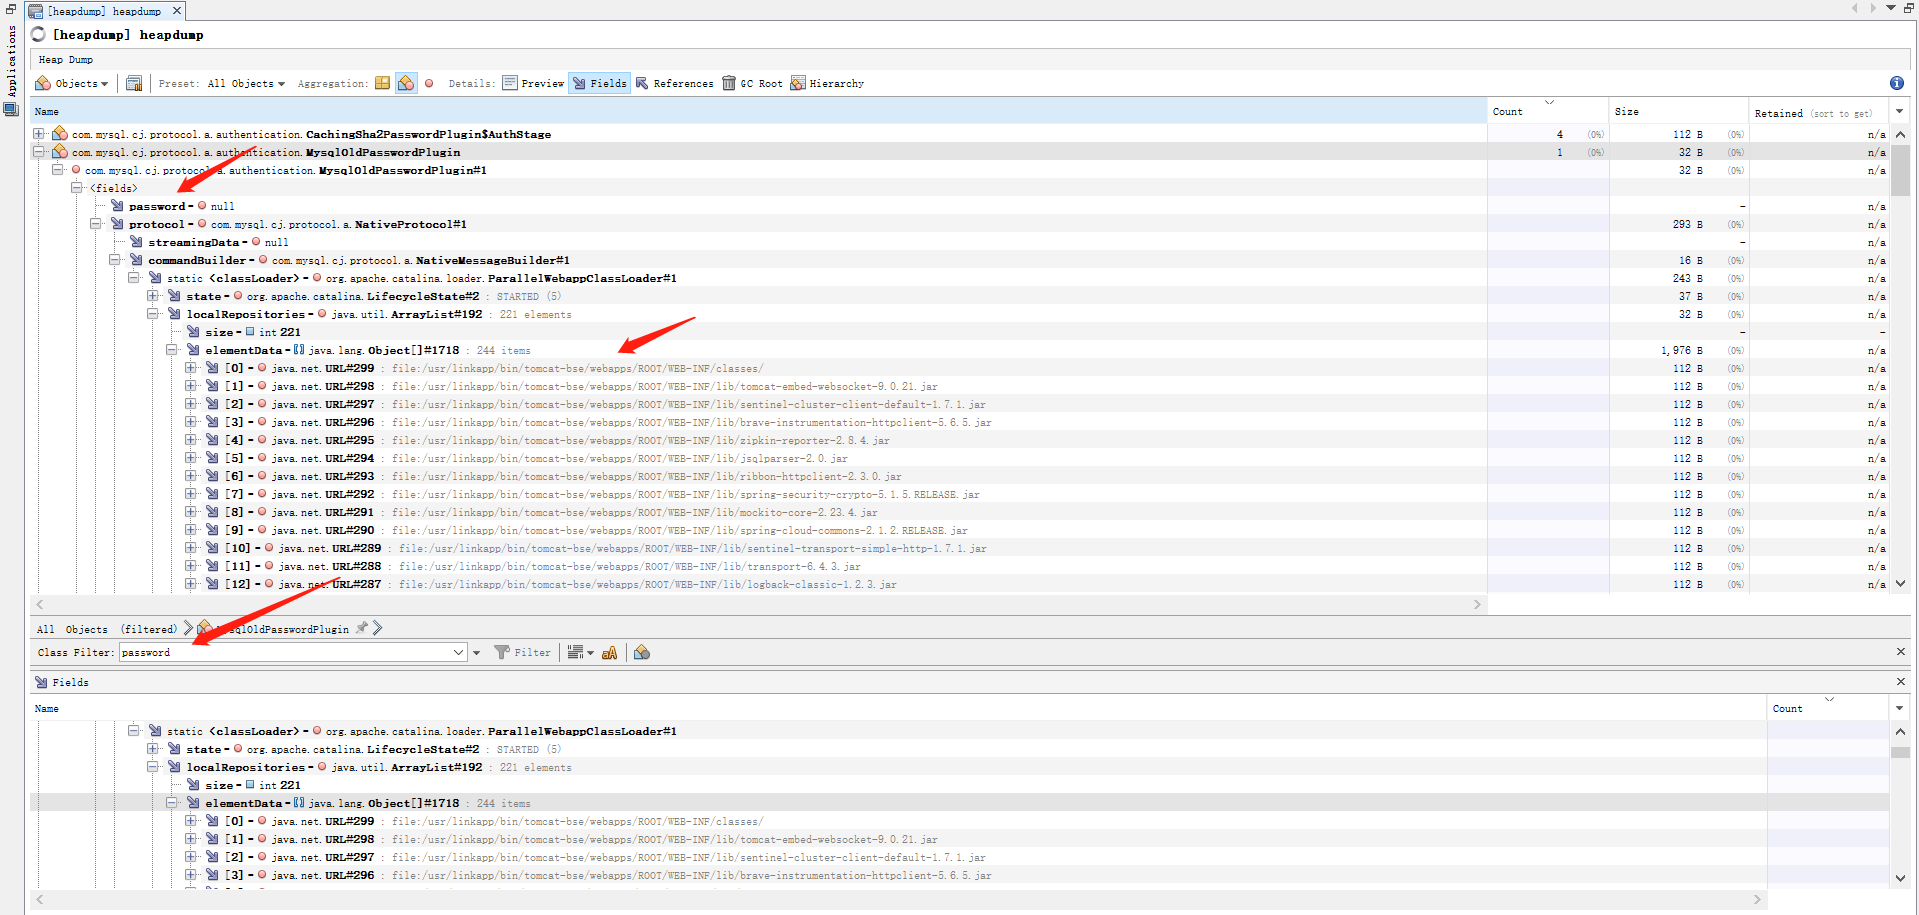 [heapdump] heapdump
Applications
[heapdump] heapdump
Heap Dump
Objects Preset: All Objects Aggregation: Details: Preview Fields References GC Root Hierarchy
Name Count Size Retained (sort to get)
com.mysql.cj.protocol.a.authentication.CachingSha2PasswordPlugin$AuthStage 4 (0%) 112 B (0%) n/a
com.mysql.cj.protocol.a.authentication.MysqlOldPasswordPlugin 1 (0%) 32 B (0%) n/a
com.mysql.cj.protocol.a.authentication.MysqlOldPasswordPlugin#1 32 B (0%) n/a
<fields>
password = null - n/a
protocol = com.mysql.cj.protocol.a.NativeProtocol#1 293 B (0%) n/a
streamingData = null - n/a
commandBuilder = com.mysql.cj.protocol.a.NativeMessageBuilder#1 16 B (0%) n/a
static <classLoader> = org.apache.catalina.loader.ParallelWebappClassLoader#1 243 B (0%) n/a
state = org.apache.catalina.LifecycleState#2 : STARTED (5) 37 B (0%) n/a
localRepositories = java.util.ArrayList#192 : 221 elements 32 B (0%) n/a
size = int 221 - -
elementData = java.lang.Object[]#1718 : 244 items 1,976 B (0%) n/a
[0] = java.net.URL#299 : file:/usr/linkapp/bin/tomcat-bse/webapps/ROOT/WEB-INF/classes/ 112 B (0%) n/a
[1] = java.net.URL#298 : file:/usr/linkapp/bin/tomcat-bse/webapps/ROOT/WEB-INF/lib/tomcat-embed-websocket-9.0.21.jar 112 B (0%) n/a
[2] = java.net.URL#297 : file:/usr/linkapp/bin/tomcat-bse/webapps/ROOT/WEB-INF/lib/sentinel-cluster-client-default-1.7.1.jar 112 B (0%) n/a
[3] = java.net.URL#296 : file:/usr/linkapp/bin/tomcat-bse/webapps/ROOT/WEB-INF/lib/brave-instrumentation-httpclient-5.6.5.jar 112 B (0%) n/a
[4] = java.net.URL#295 : file:/usr/linkapp/bin/tomcat-bse/webapps/ROOT/WEB-INF/lib/zipkin-reporter-2.8.4.jar 112 B (0%) n/a
[5] = java.net.URL#294 : file:/usr/linkapp/bin/tomcat-bse/webapps/ROOT/WEB-INF/lib/jsqlparser-2.0.jar 112 B (0%) n/a
[6] = java.net.URL#293 : file:/usr/linkapp/bin/tomcat-bse/webapps/ROOT/WEB-INF/lib/ribbon-httpclient-2.3.0.jar 112 B (0%) n/a
[7] = java.net.URL#292 : file:/usr/linkapp/bin/tomcat-bse/webapps/ROOT/WEB-INF/lib/spring-security-crypto-5.1.5.RELEASE.jar 112 B (0%) n/a
[8] = java.net.URL#291 : file:/usr/linkapp/bin/tomcat-bse/webapps/ROOT/WEB-INF/lib/mockito-core-2.23.4.jar 112 B (0%) n/a
[9] = java.net.URL#290 : file:/usr/linkapp/bin/tomcat-bse/webapps/ROOT/WEB-INF/lib/spring-cloud-commons-2.1.2.RELEASE.jar 112 B (0%) n/a
[10] = java.net.URL#289 : file:/usr/linkapp/bin/tomcat-bse/webapps/ROOT/WEB-INF/lib/sentinel-transport-simple-http-1.7.1.jar 112 B (0%) n/a
[11] = java.net.URL#288 : file:/usr/linkapp/bin/tomcat-bse/webapps/ROOT/WEB-INF/lib/transport-6.4.3.jar 112 B (0%) n/a
[12] = java.net.URL#287 : file:/usr/linkapp/bin/tomcat-bse/webapps/ROOT/WEB-INF/lib/logback-classic-1.2.3.jar 112 B (0%) n/a
All Objects (filtered) MysqlOldPasswordPlugin
Class Filter: password Filter aA
Fields
Name Count
static <classLoader> = org.apache.catalina.loader.ParallelWebappClassLoader#1
state = org.apache.catalina.LifecycleState#2 : STARTED (5)
localRepositories = java.util.ArrayList#192 : 221 elements
size = int 221
elementData = java.lang.Object[]#1718 : 244 items
[0] = java.net.URL#299 : file:/usr/linkapp/bin/tomcat-bse/webapps/ROOT/WEB-INF/classes/
[1] = java.net.URL#298 : file:/usr/linkapp/bin/tomcat-bse/webapps/ROOT/WEB-INF/lib/tomcat-embed-websocket-9.0.21.jar
[2] = java.net.URL#297 : file:/usr/linkapp/bin/tomcat-bse/webapps/ROOT/WEB-INF/lib/sentinel-cluster-client-default-1.7.1.jar
[3] = java.net.URL#296 : file:/usr/linkapp/bin/tomcat-bse/webapps/ROOT/WEB-INF/lib/brave-instrumentation-httpclient-5.6.5.jar